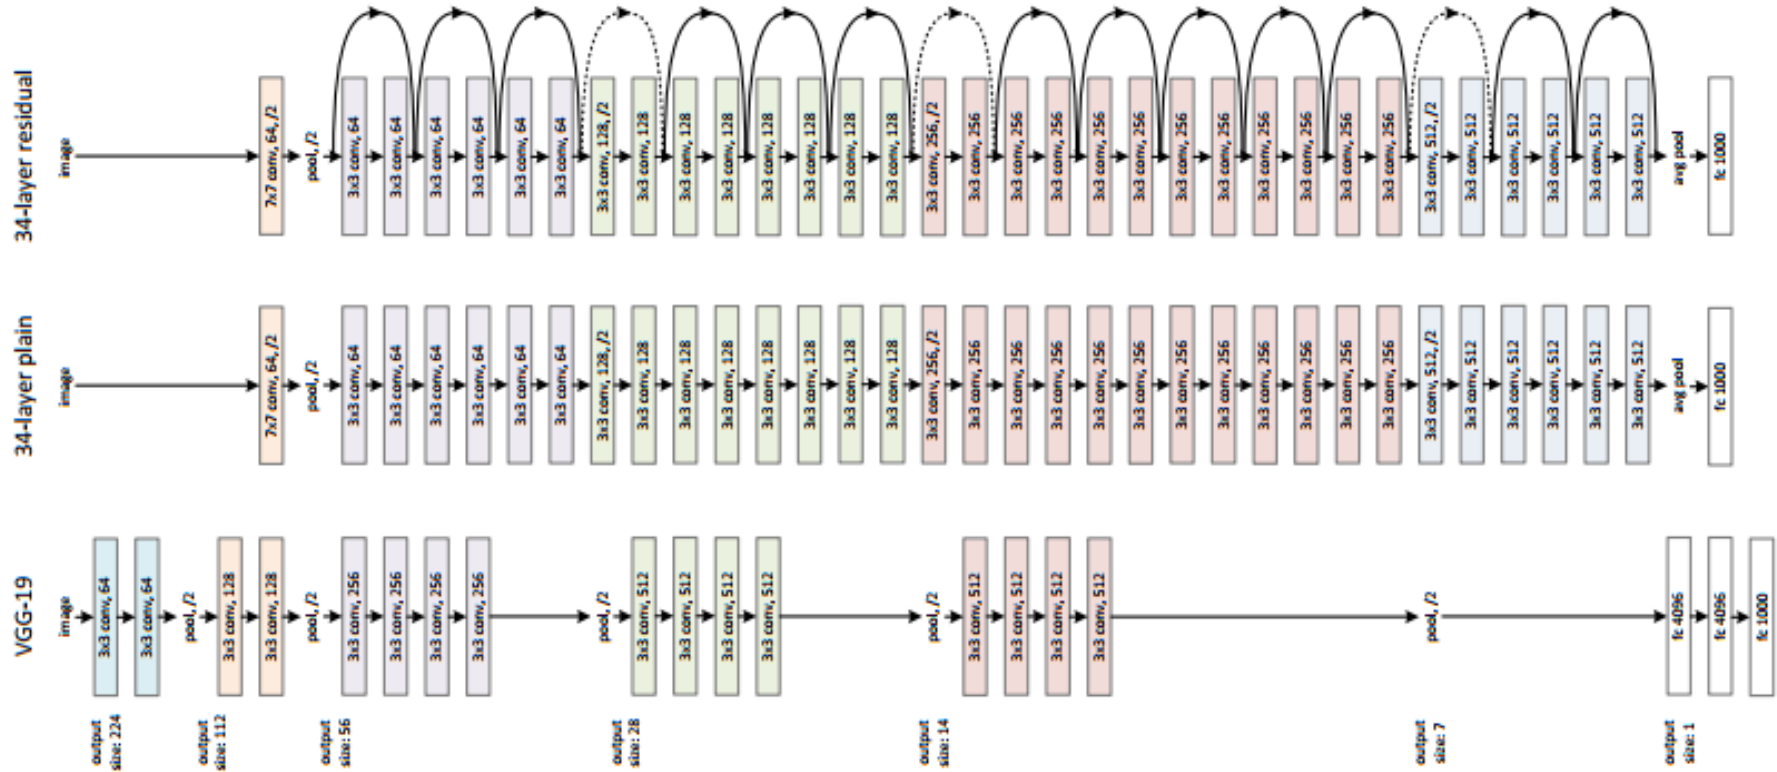 output
size: 224
output
size: 112
output
size: 56
output
size: 28
output
size: 14
output
size: 7
output
size: 1
VGG-19
image
3x3 conv, 64
3x3 conv, 64
pool, /2
3x3 conv, 128
3x3 conv, 128
pool, /2
3x3 conv, 256
3x3 conv, 256
3x3 conv, 256
3x3 conv, 256
pool, /2
3x3 conv, 512
3x3 conv, 512
3x3 conv, 512
3x3 conv, 512
pool, /2
3x3 conv, 512
3x3 conv, 512
3x3 conv, 512
3x3 conv, 512
pool, /2
fc 4096
fc 4096
fc 1000
34-layer plain
image
7x7 conv, 64, /2
pool, /2
3x3 conv, 64
3x3 conv, 64
3x3 conv, 64
3x3 conv, 64
3x3 conv, 64
3x3 conv, 64
3x3 conv, 128, /2
3x3 conv, 128
3x3 conv, 128
3x3 conv, 128
3x3 conv, 128
3x3 conv, 128
3x3 conv, 128
3x3 conv, 128
3x3 conv, 256, /2
3x3 conv, 256
3x3 conv, 256
3x3 conv, 256
3x3 conv, 256
3x3 conv, 256
3x3 conv, 256
3x3 conv, 256
3x3 conv, 256
3x3 conv, 256
3x3 conv, 256
3x3 conv, 256
3x3 conv, 512, /2
3x3 conv, 512
3x3 conv, 512
3x3 conv, 512
3x3 conv, 512
3x3 conv, 512
avg pool
fc 1000
34-layer residual
image
7x7 conv, 64, /2
pool, /2
3x3 conv, 64
3x3 conv, 64
3x3 conv, 64
3x3 conv, 64
3x3 conv, 64
3x3 conv, 64
3x3 conv, 128, /2
3x3 conv, 128
3x3 conv, 128
3x3 conv, 128
3x3 conv, 128
3x3 conv, 128
3x3 conv, 128
3x3 conv, 128
3x3 conv, 256, /2
3x3 conv, 256
3x3 conv, 256
3x3 conv, 256
3x3 conv, 256
3x3 conv, 256
3x3 conv, 256
3x3 conv, 256
3x3 conv, 256
3x3 conv, 256
3x3 conv, 256
3x3 conv, 256
3x3 conv, 512, /2
3x3 conv, 512
3x3 conv, 512
3x3 conv, 512
3x3 conv, 512
3x3 conv, 512
avg pool
fc 1000